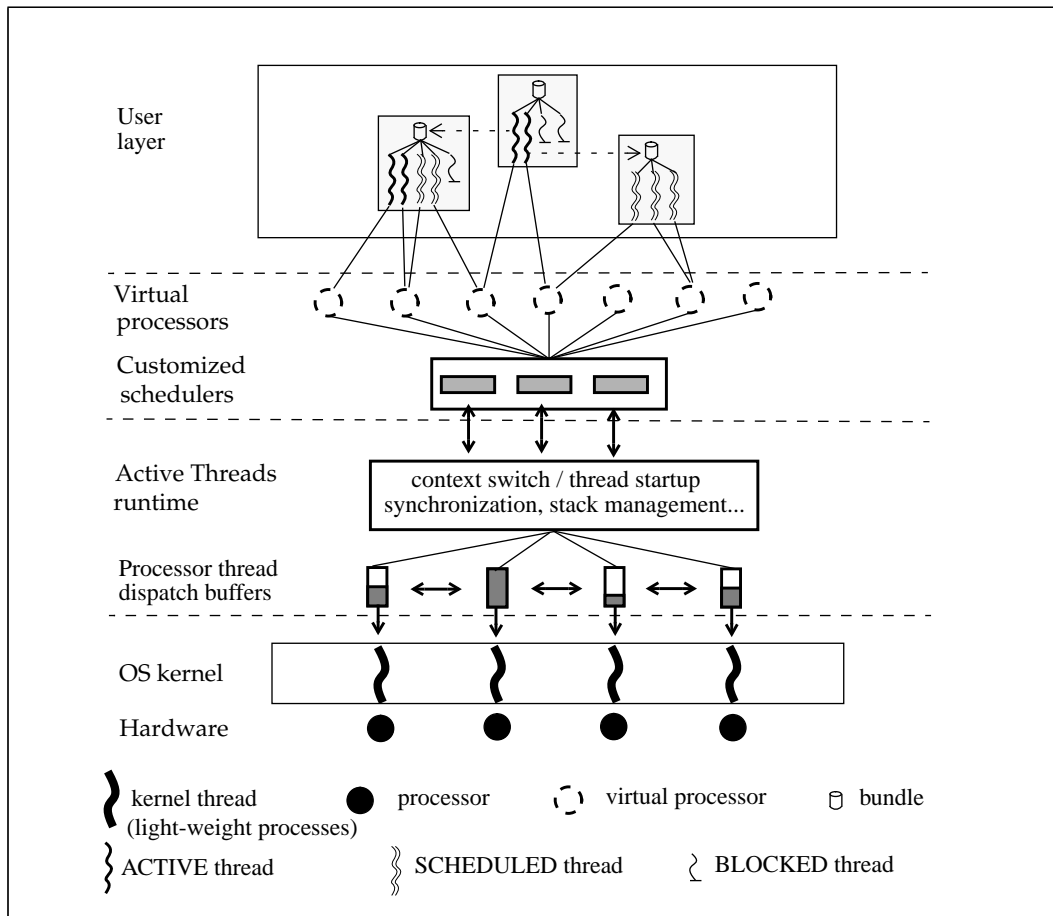 User
layer
Virtual
processors
Customized
schedulers
Active Threads
runtime
context switch / thread startup
synchronization, stack management...
Processor thread
dispatch buffers
OS kernel
Hardware
kernel thread
(light-weight processes)
processor
virtual processor
bundle
ACTIVE thread
SCHEDULED thread
BLOCKED thread